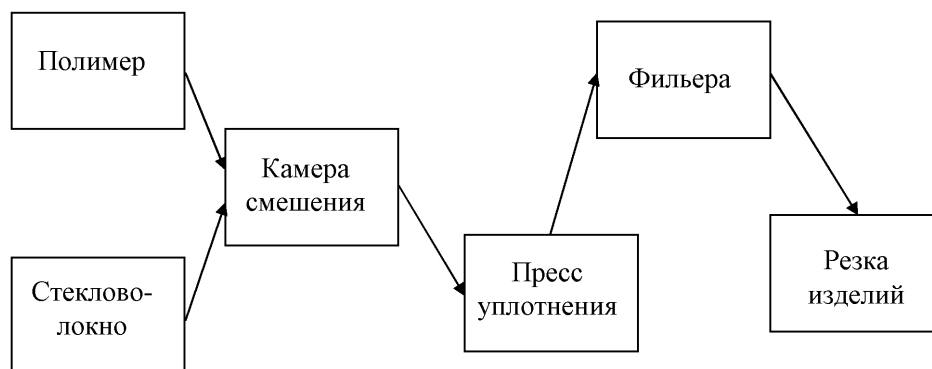 Полимер
Стеклово-
локно
Камера
смешения
Пресс
уплотнения
Фильера
Резка
изделий